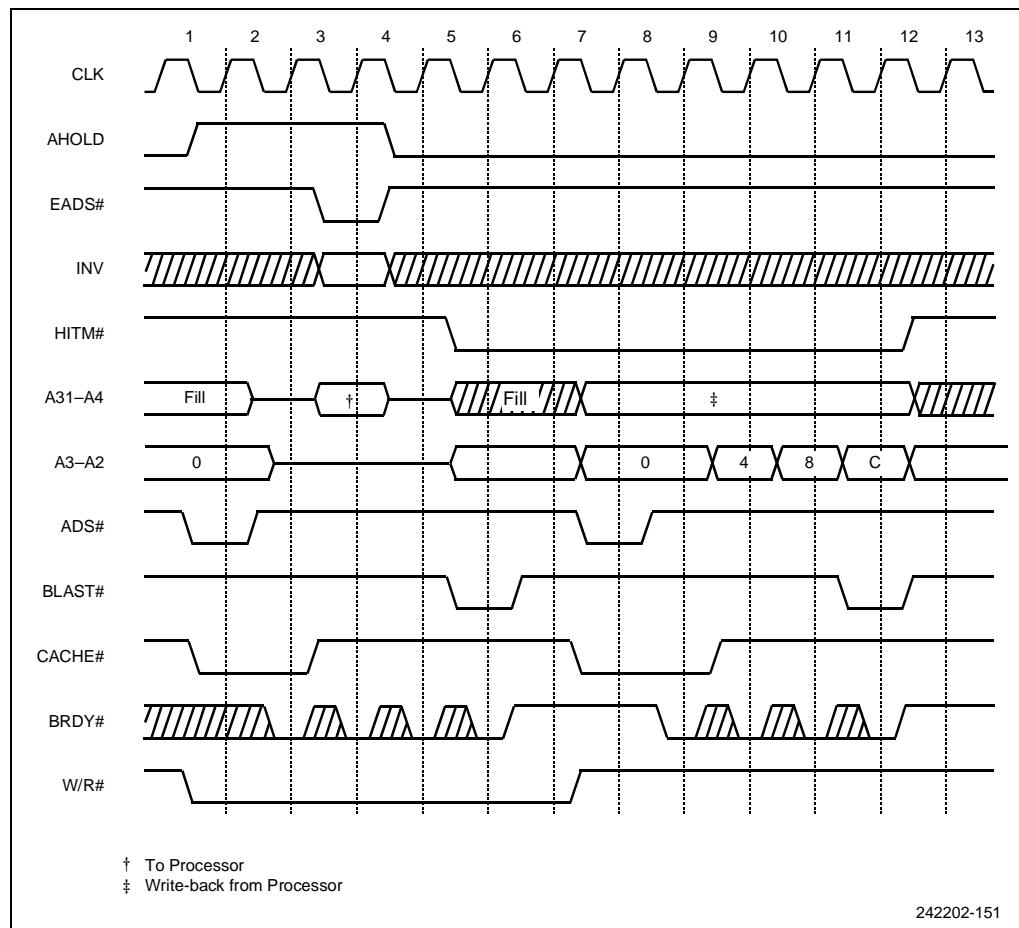 1 2 3 4 5 6 7 8 9 10 11 12 13
CLK
AHOLD
EADS#
INV
HITM#
A31–A4 Fill † Fill ‡
A3–A2 0 0 4 8 C
ADS#
BLAST#
CACHE#
BRDY#
W/R#
† To Processor
‡ Write-back from Processor
242202-151